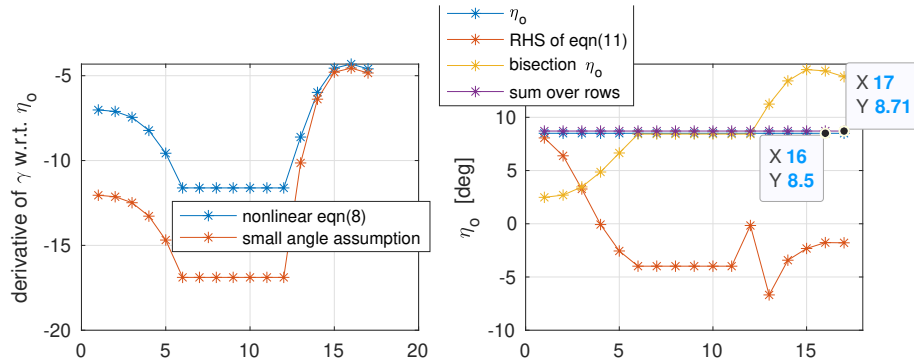 derivative of γ w.r.t. η_o
-5
-10
-15
-20
0
5
10
15
20
nonlinear eqn(8)
small angle assumption
η_o
RHS of eqn(11)
bisection η_o
sum over rows
η_o [deg]
10
5
0
-5
-10
0
5
10
15
X 17
Y 8.71
X 16
Y 8.5